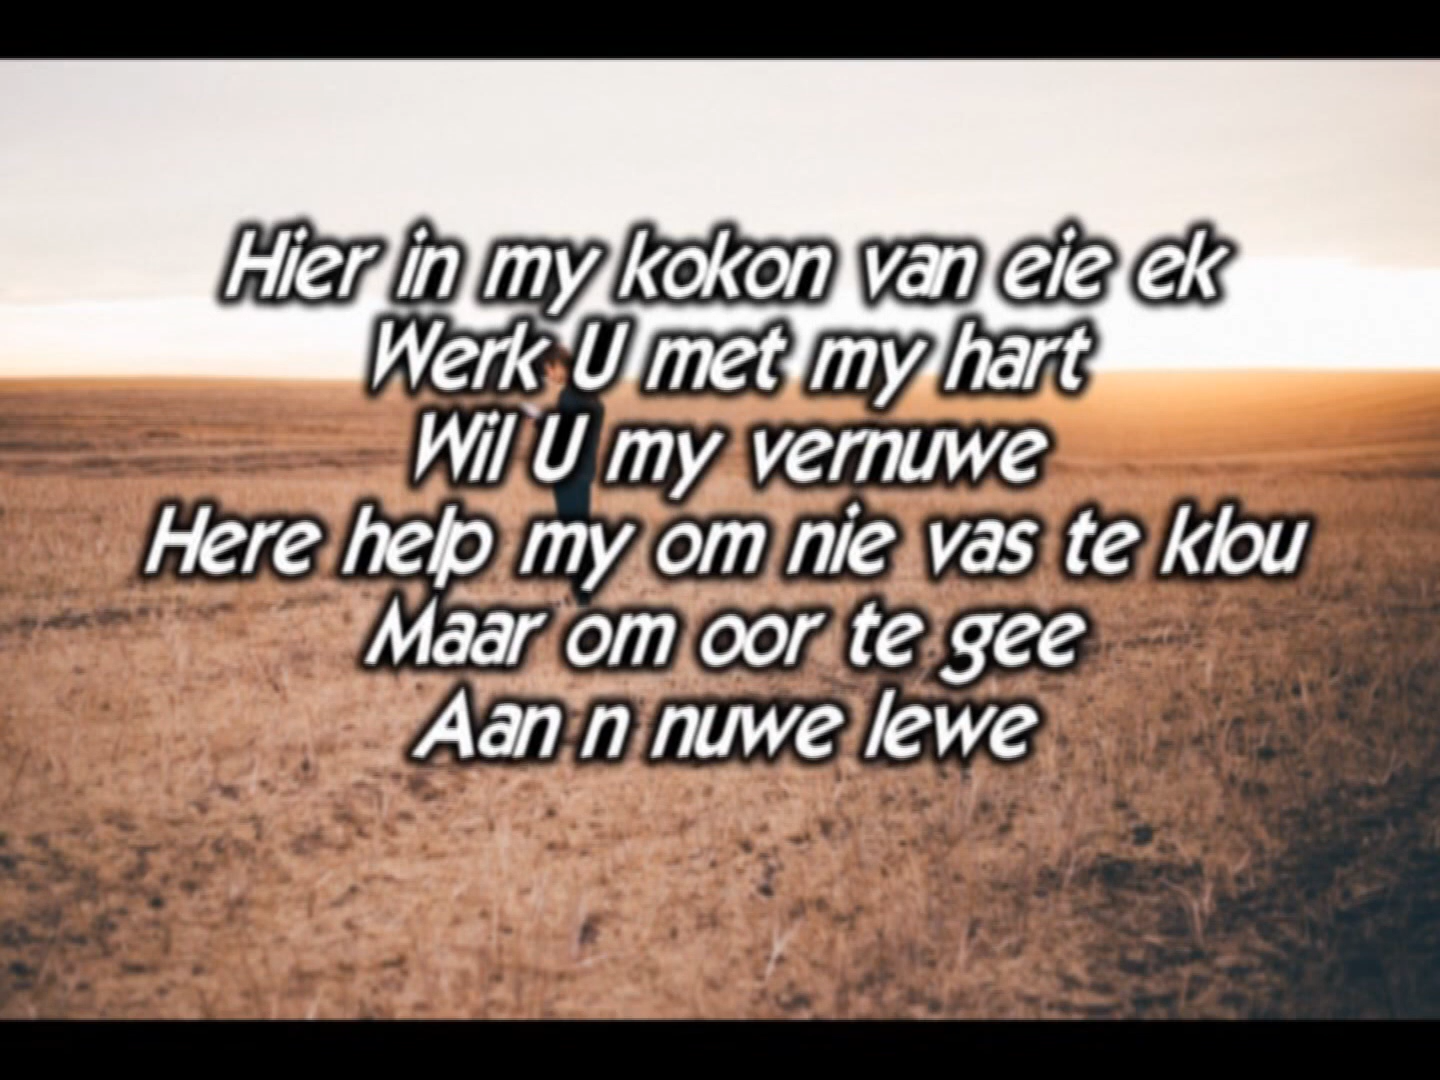 Hier in my kokon van eie ek
Werk U met my hart
Wil U my vernuwe
Here help my om nie vas te klou
Maar om oor te gee
Aan n nuwe lewe